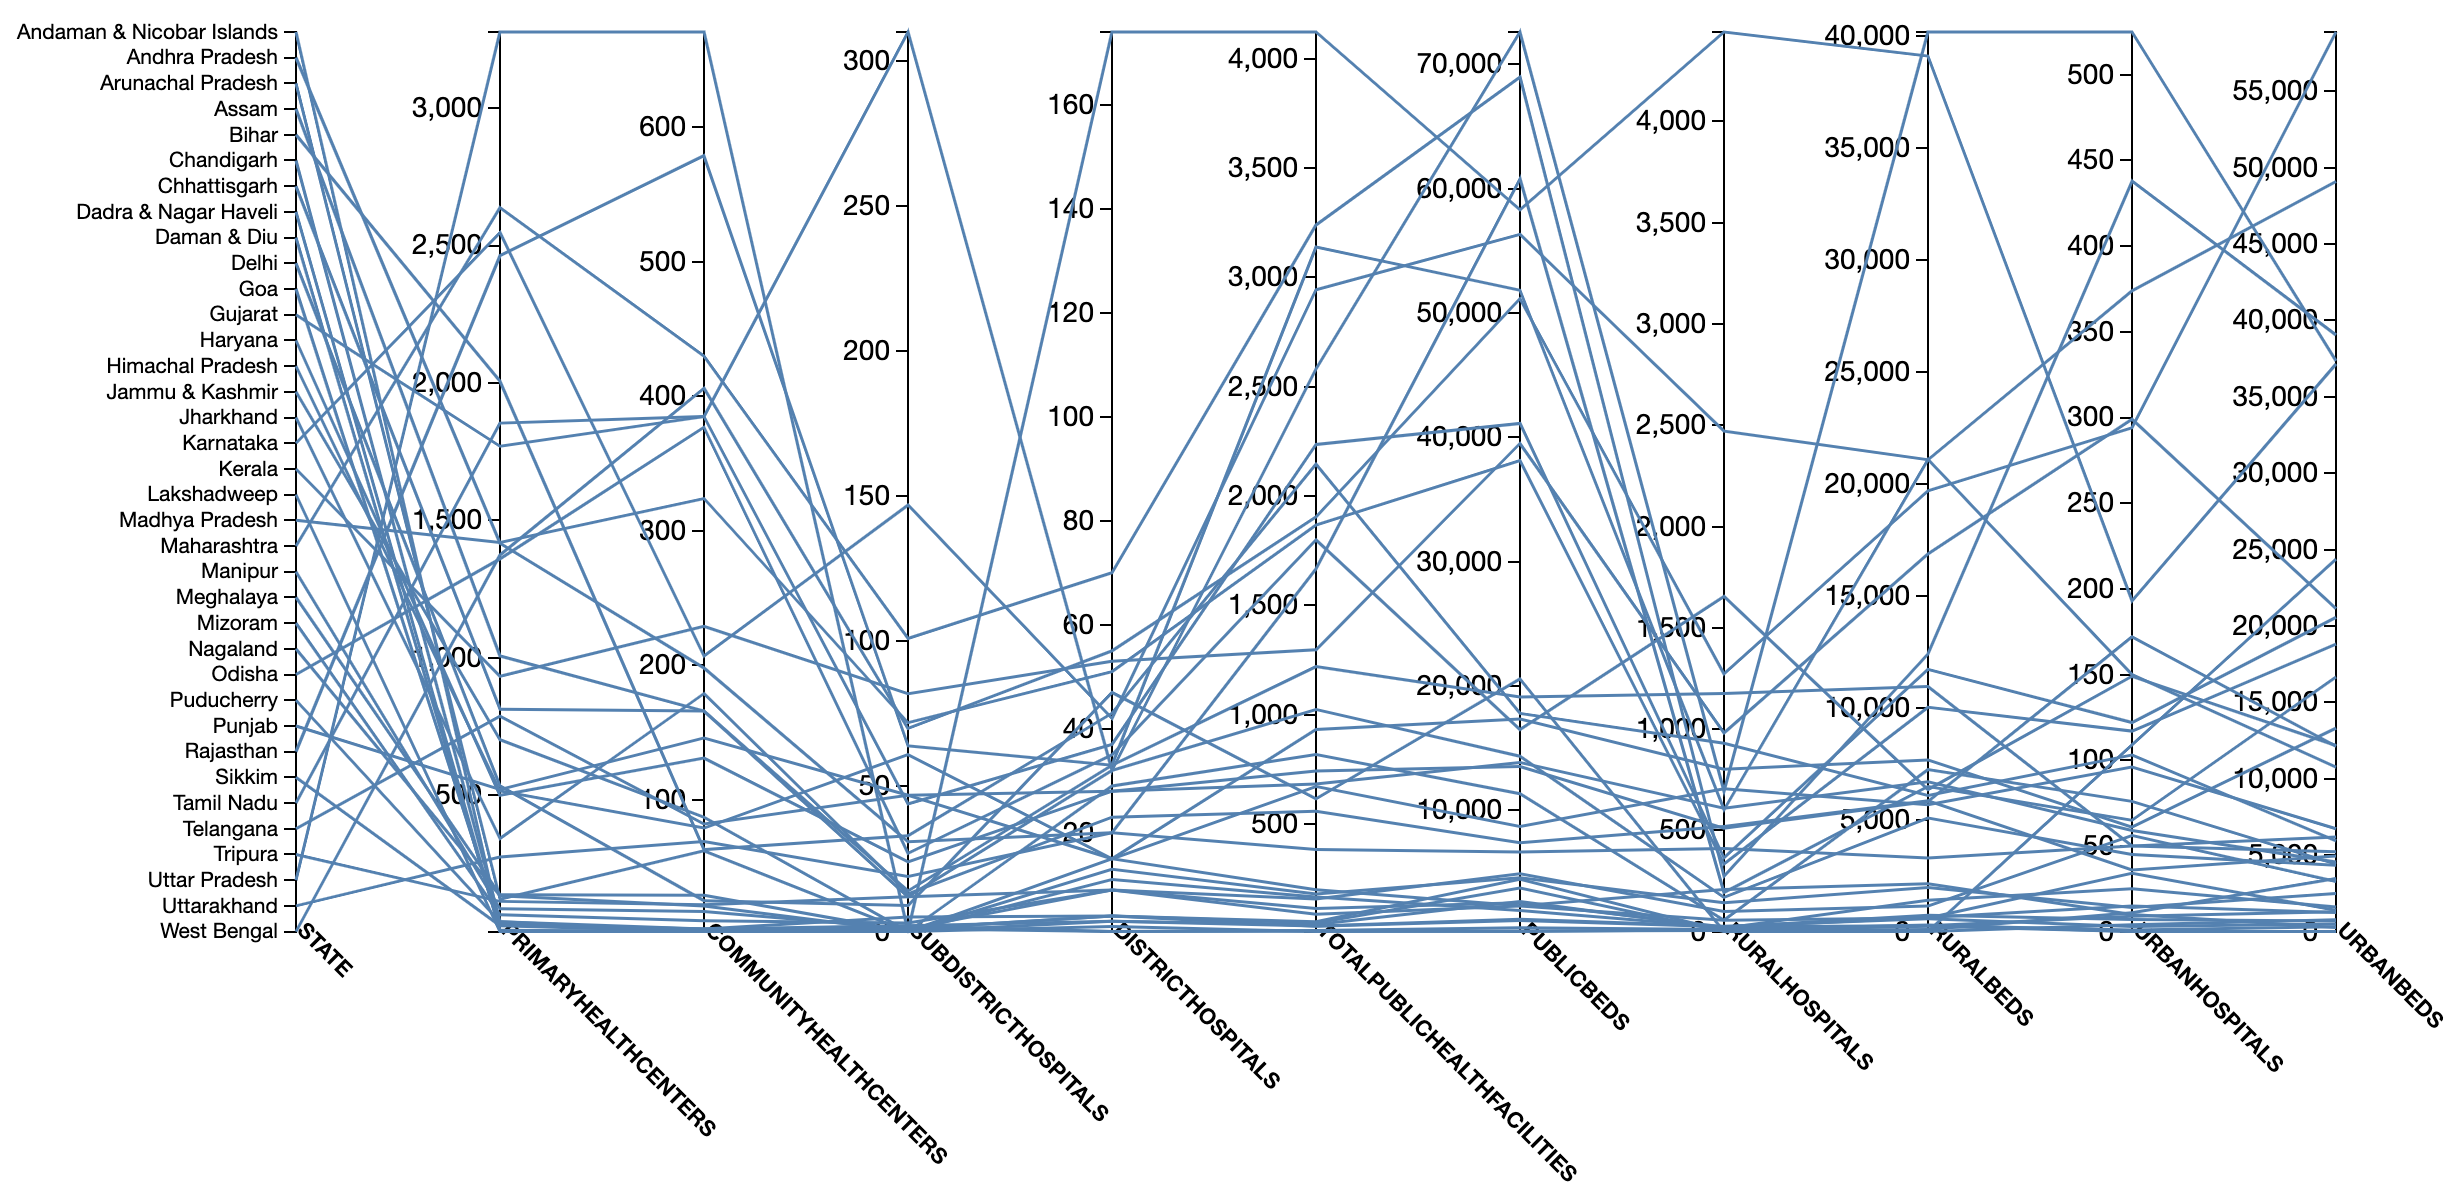 Andaman & Nicobar Islands
Andhra Pradesh
Arunachal Pradesh
Assam
Bihar
Chandigarh
Chhattisgarh
Dadra & Nagar Haveli
Daman & Diu
Delhi
Goa
Gujarat
Haryana
Himachal Pradesh
Jammu & Kashmir
Jharkhand
Karnataka
Kerala
Lakshadweep
Madhya Pradesh
Maharashtra
Manipur
Meghalaya
Mizoram
Nagaland
Odisha
Puducherry
Punjab
Rajasthan
Sikkim
Tamil Nadu
Telangana
Tripura
Uttar Pradesh
Uttarakhand
West Bengal
STATE
3,000
2,500
2,000
1,500
1,000
500
PRIMARYHEALTHCENTERS
600
500
400
300
200
100
COMMUNITYHEALTHCENTERS
300
250
200
150
100
50
0
SUBDISTRICTHOSPITALS
160
140
120
100
80
60
40
20
DISTRICTHOSPITALS
4,000
3,500
3,000
2,500
2,000
1,500
1,000
500
TOTALPUBLICHEALTHFACILITIES
70,000
60,000
50,000
40,000
30,000
20,000
10,000
PUBLICBEDS
4,000
3,500
3,000
2,500
2,000
1,500
1,000
500
0
RURALHOSPITALS
40,000
35,000
30,000
25,000
20,000
15,000
10,000
5,000
0
RURALBEDS
500
450
400
350
300
250
200
150
100
50
0
URBANHOSPITALS
55,000
50,000
45,000
40,000
35,000
30,000
25,000
20,000
15,000
10,000
5,000
0
URBANBEDS